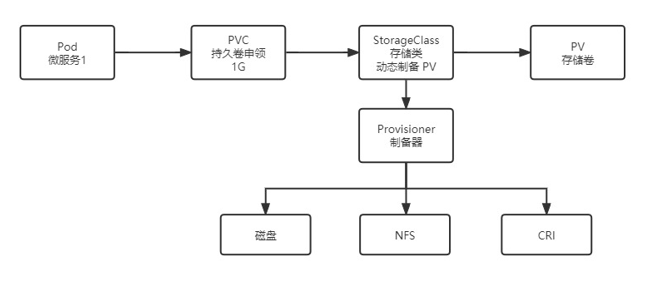 Pod
微服务1
PVC
持久卷申领
1G
StorageClass
存储类
动态制备 PV
PV
存储卷
Provisioner
制备器
磁盘
NFS
CRI